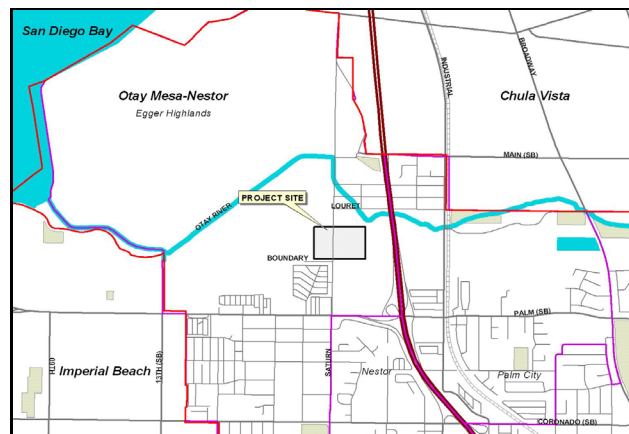 San Diego Bay
Otay Mesa-Nestor
Egger Highlands
INDUSTRIAL
BROADWAY
Chula Vista
MAIN (SB)
PROJECT SITE
LOURET
OTAY RIVER
BOUNDARY
PALM (SB)
09TH
13TH (SB)
SATURN
Imperial Beach
Nestor
Palm City
CORONADO (SB)